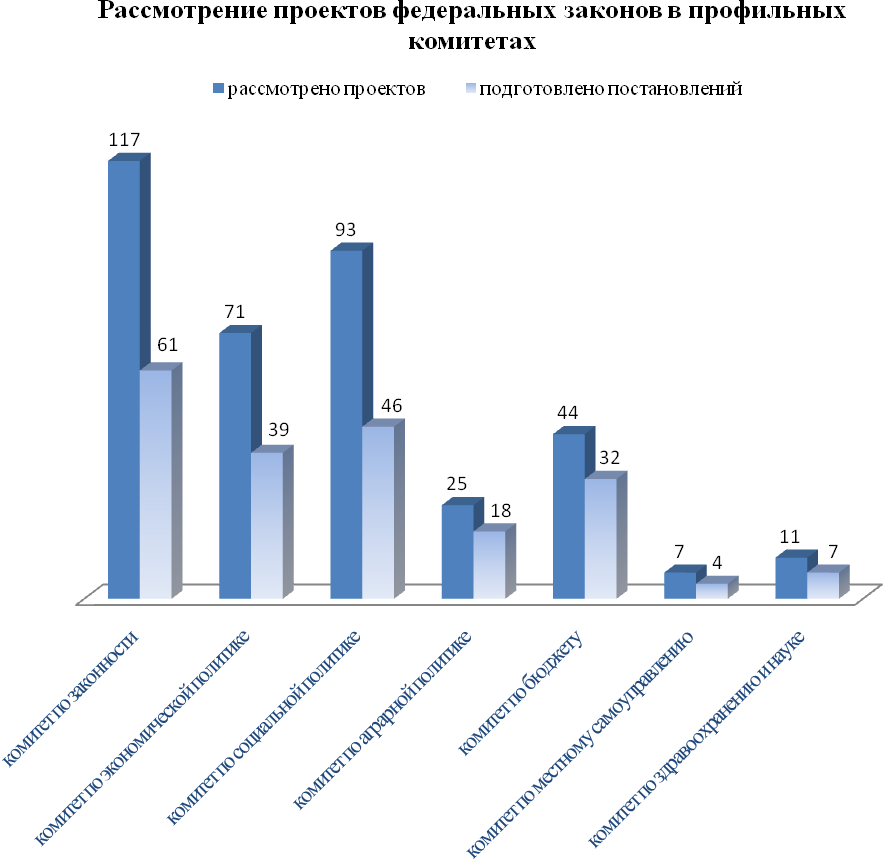 Рассмотрение проектов федеральных законов в профильных
комитетах
рассмотрено проектов подготовлено постановлений
117
61
71
39
93
46
25
18
44
32
7
4
11
7
комитет по законности
комитет по экономической политике
комитет по социальной политике
комитет по аграрной политике
комитет по бюджету
комитет по местному самоуправлению
комитет по здравоохранению и науке